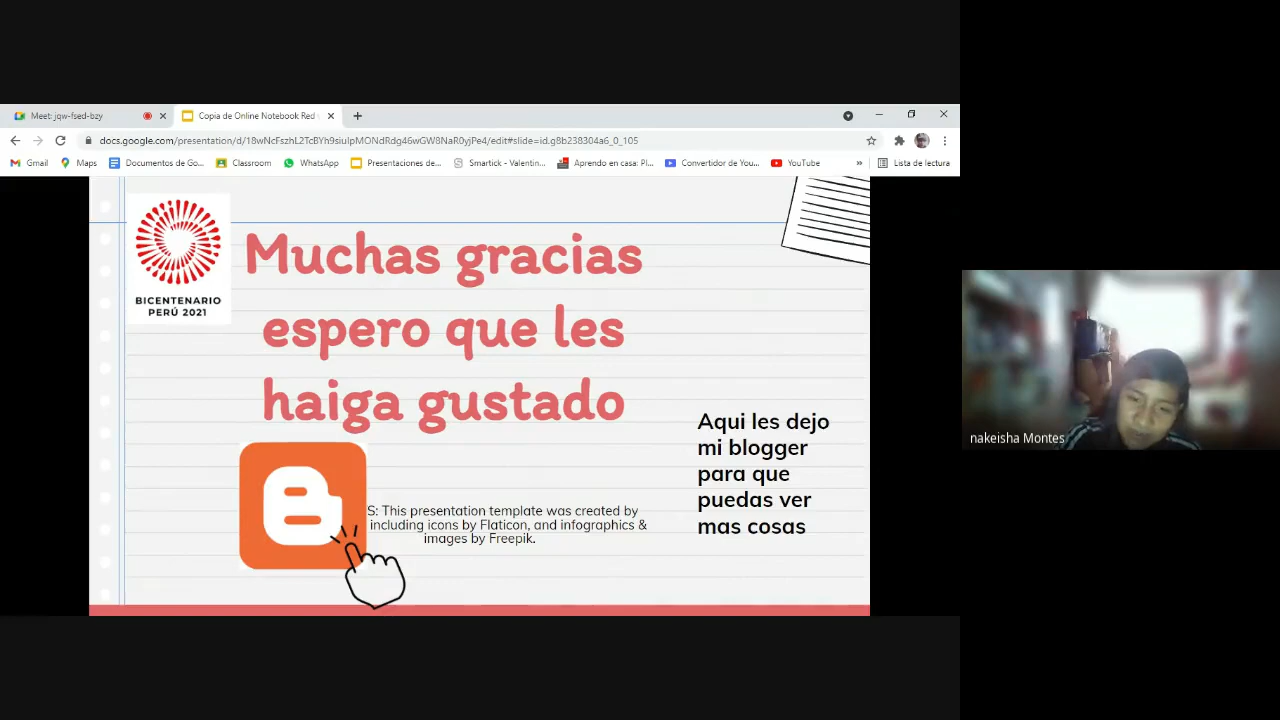 Meet: jqw-fsed-bzy
Copia de Online Notebook Red
docs.google.com/presentation/d/18wNcFszhL2TcBYh9siuIpMONdRdg46wGW8NaR0yjPe4/edit#slide=id.g8b238304a6_0_105
Gmail
Maps
Documentos de Go...
Classroom
WhatsApp
Presentaciones de...
Smartick - Valentin...
Aprendo en casa: Pl...
Convertidor de You...
YouTube
»
Lista de lectura
BICENTENARIO
PERÚ 2021
Muchas gracias
espero que les
haiga gustado
S: This presentation template was created by
including icons by Flaticon, and infographics &
images by Freepik.
Aqui les dejo
mi blogger
para que
puedas ver
mas cosas
nakeisha Montes